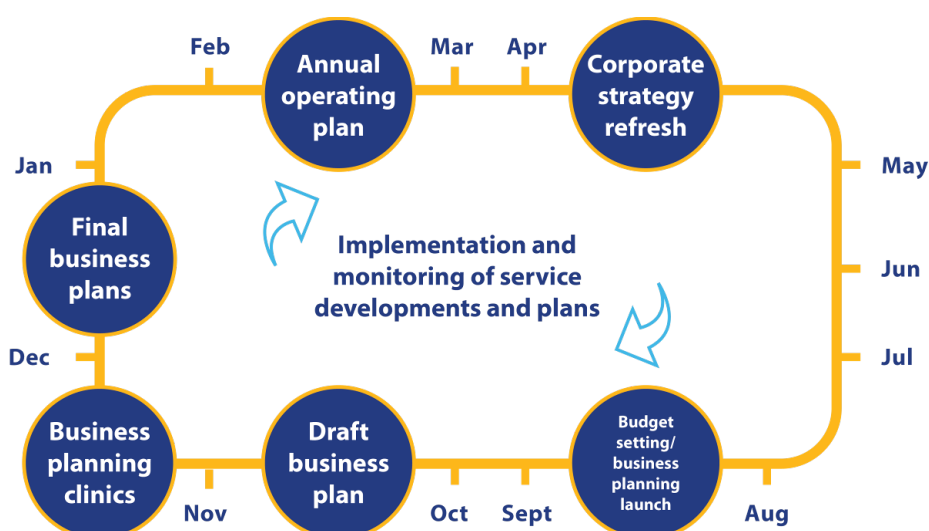 Feb
Annual
operating
plan
Mar
Apr
Corporate
strategy
refresh
Jan
May
Final
business
plans
Implementation and
monitoring of service
developments and plans
Jun
Dec
Jul
Business
planning
clinics
Draft
business
plan
Budget
setting/
business
planning
launch
Nov
Oct
Sept
Aug